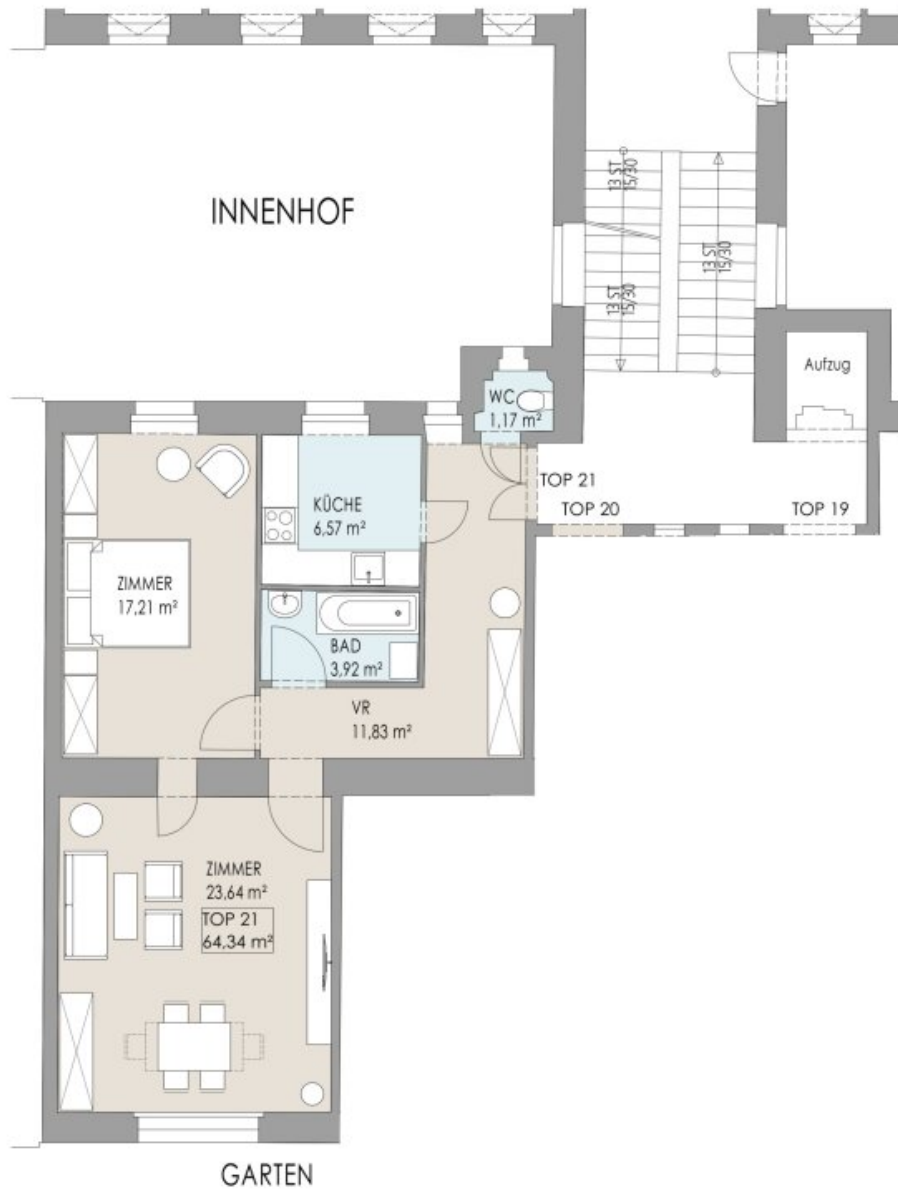 INNENHOF
13 ST
15/30
13 ST
15/30
13 ST
15/30
Aufzug
WC
1,17 m²
TOP 21
TOP 20
TOP 19
KÜCHE
6,57 m²
ZIMMER
17,21 m²
BAD
3,92 m²
VR
11,83 m²
ZIMMER
23,64 m²
TOP 21
64,34 m²
GARTEN